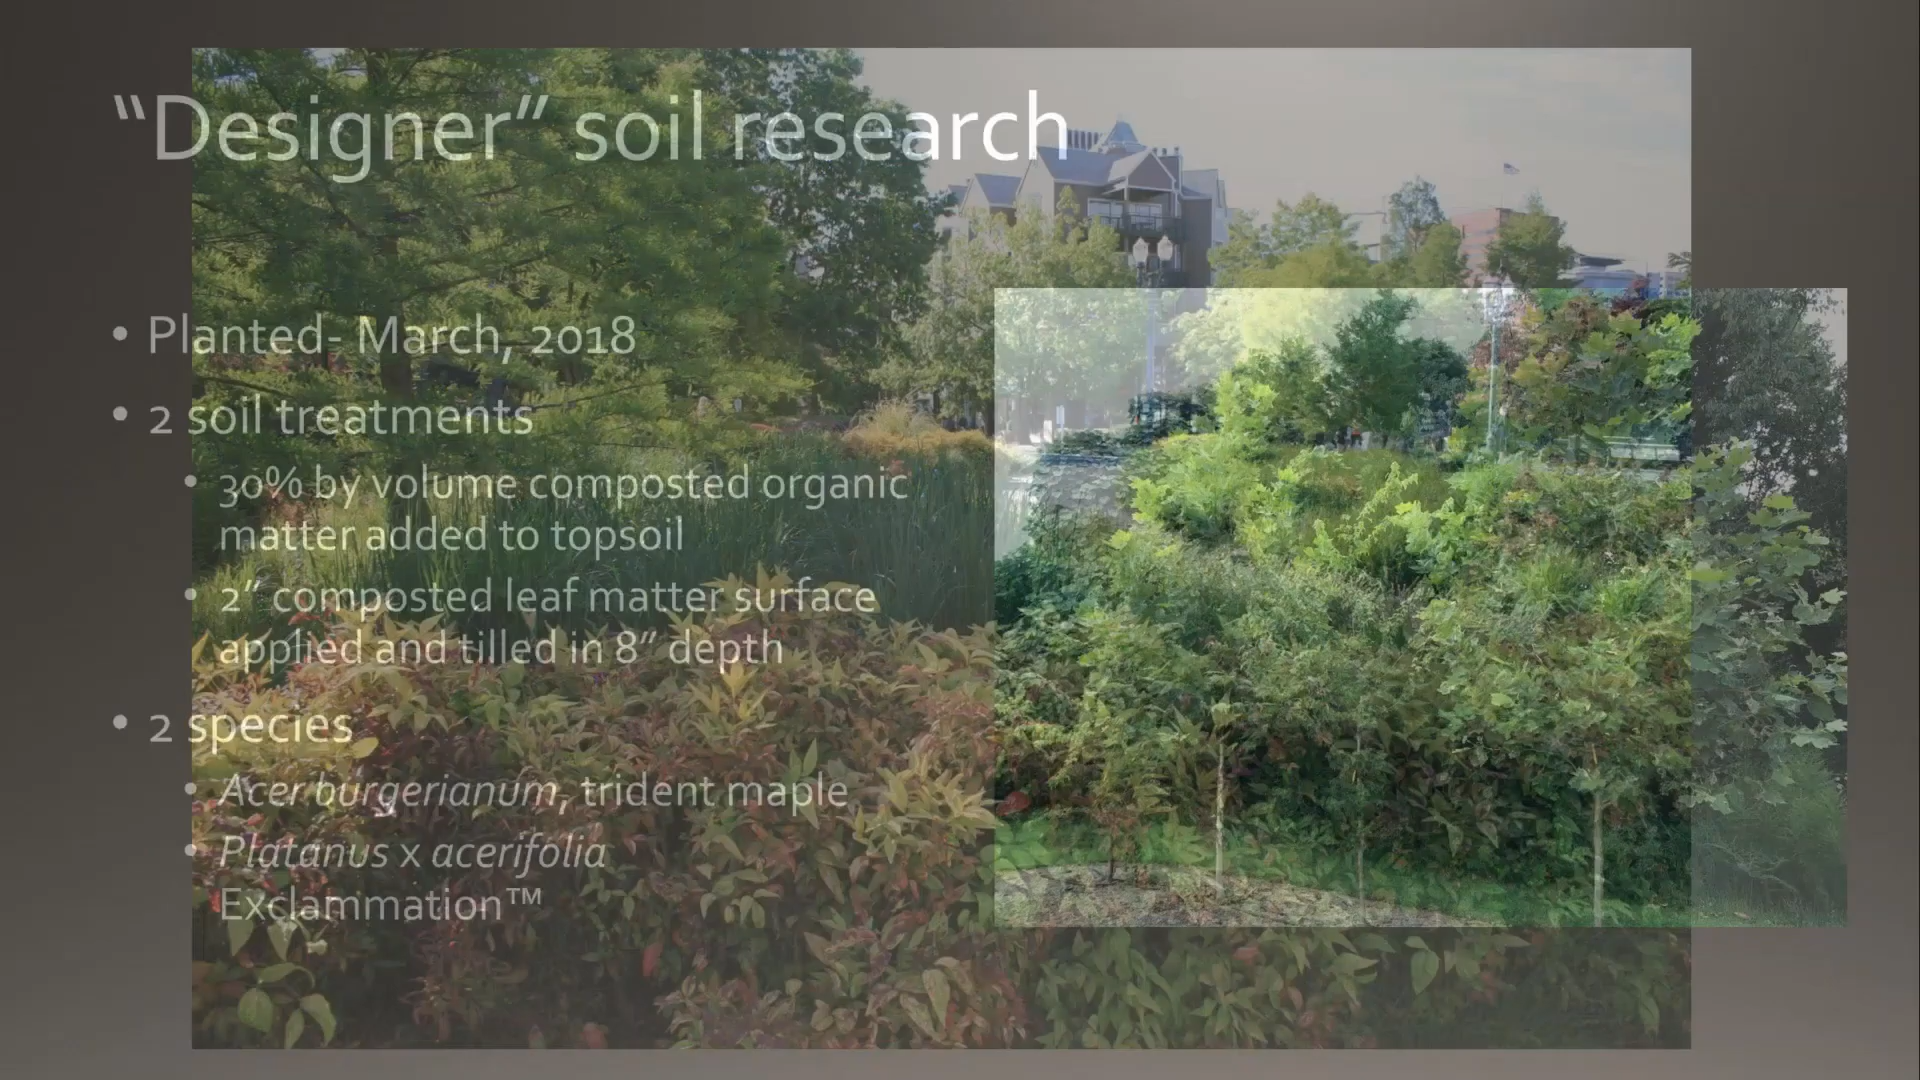 “Designer” soil research
• Planted- March, 2018
• 2 soil treatments
• 30% by volume composted organic
matter added to topsoil
• 2” composted leaf matter surface
applied and tilled in 8” depth
• 2 species
• Acer burgerianum, trident maple
• Platanus x acerifolia
Exclammation™